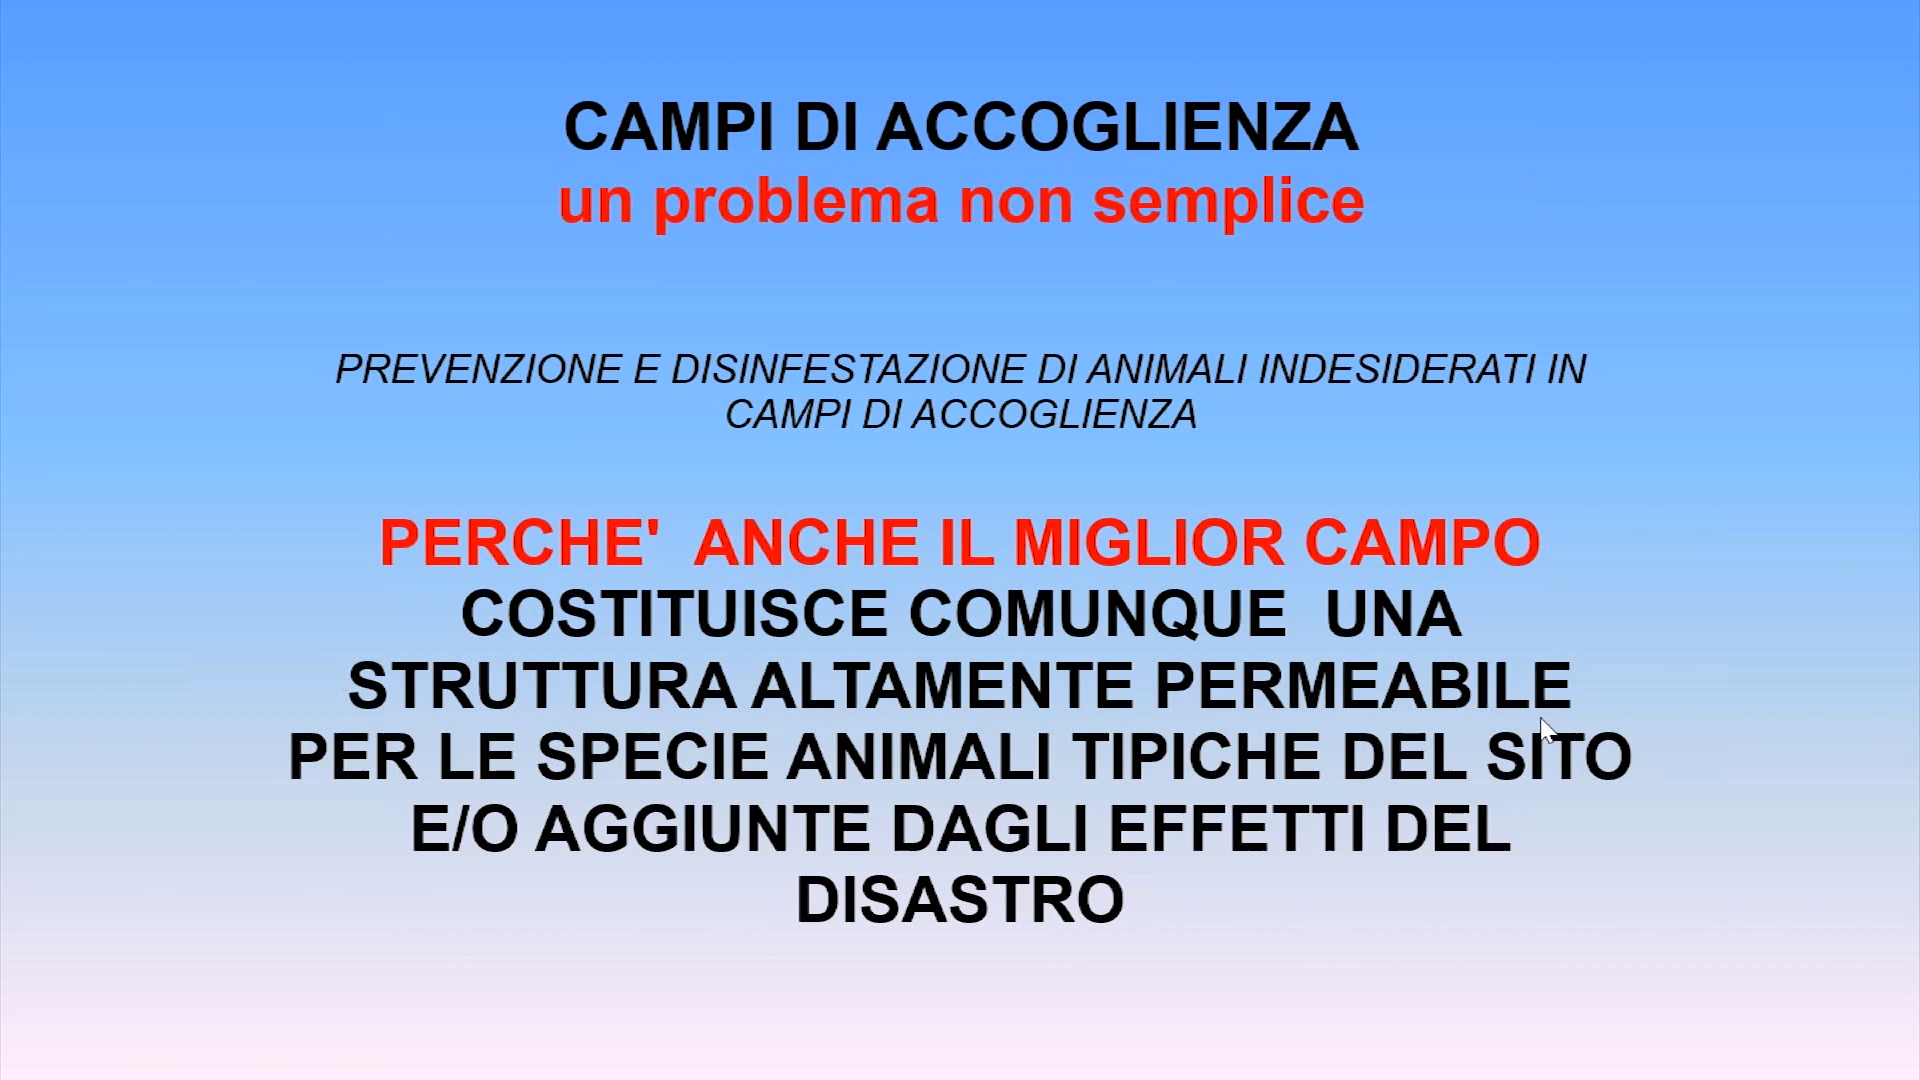 CAMPI DI ACCOGLIENZA
un problema non semplice
PREVENZIONE E DISINFESTAZIONE DI ANIMALI INDESIDERATI IN
CAMPI DI ACCOGLIENZA
PERCHE'  ANCHE IL MIGLIOR CAMPO
COSTITUISCE COMUNQUE  UNA
STRUTTURA ALTAMENTE PERMEABILE
PER LE SPECIE ANIMALI TIPICHE DEL SITO
E/O AGGIUNTE DAGLI EFFETTI DEL
DISASTRO